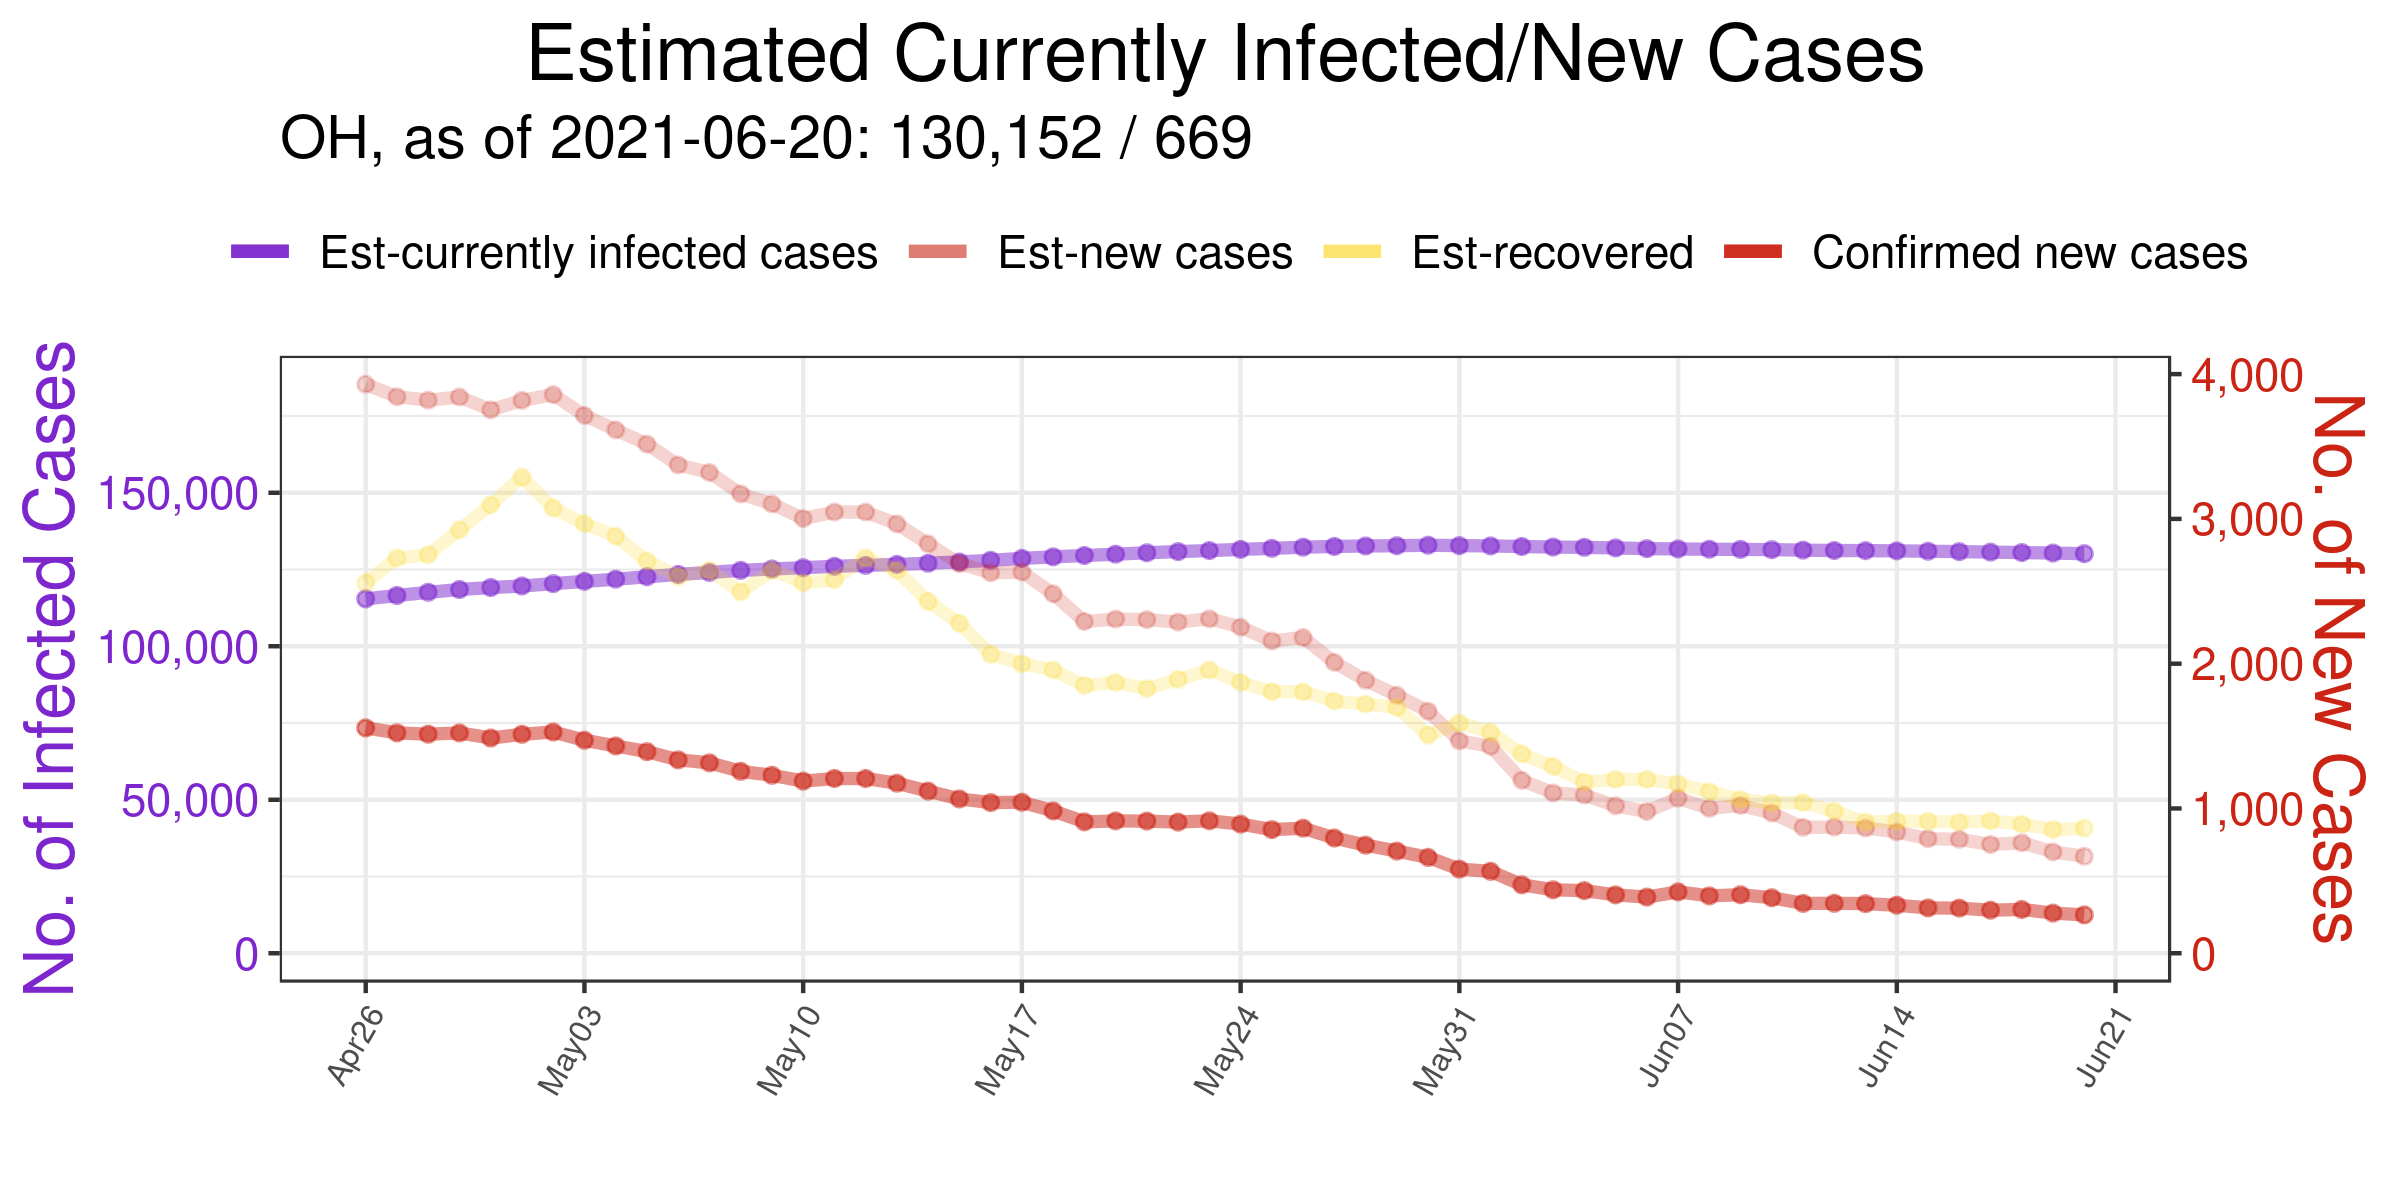 Estimated Currently Infected/New Cases
OH, as of 2021-06-20: 130,152 / 669
Est-currently infected cases Est-new cases Est-recovered Confirmed new cases
No. of Infected Cases
150,000
100,000
50,000
0
4,000
3,000
2,000
1,000
0
No. of New Cases
Apr26 May03 May10 May17 May24 May31 Jun07 Jun14 Jun21